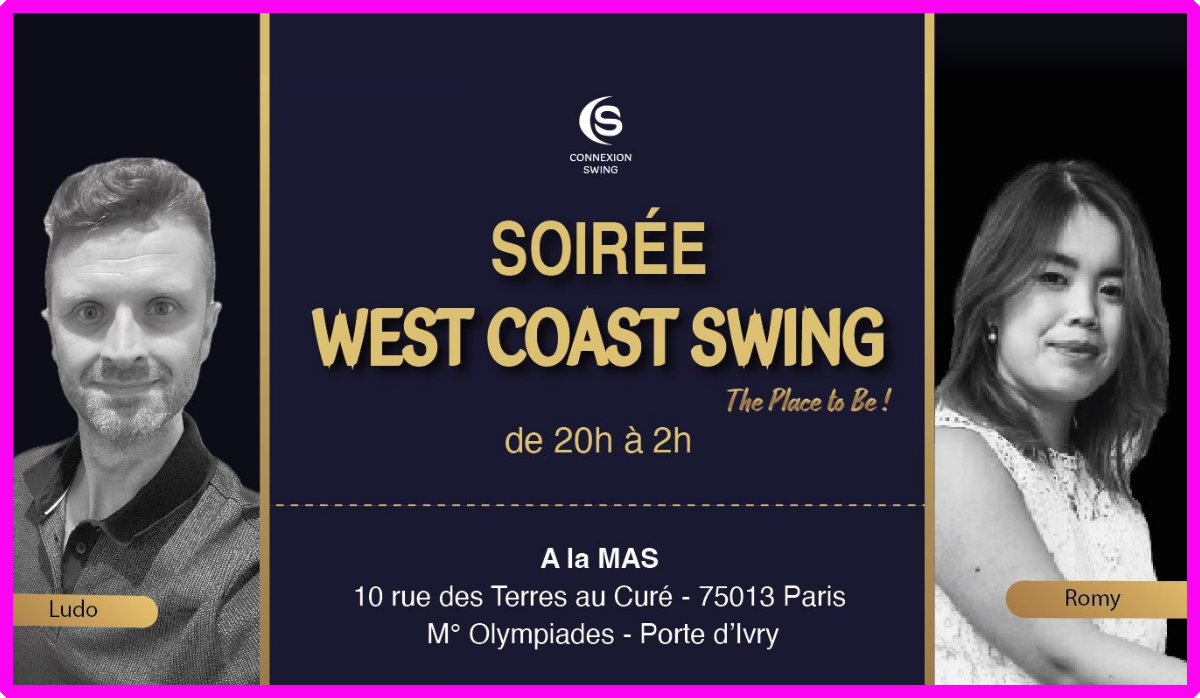 CONNEXION
SWING
SOIRÉE
WEST COAST SWING
The Place to Be !
de 20h à 2h
A la MAS
10 rue des Terres au Curé - 75013 Paris
M° Olympiades - Porte d'Ivry
Ludo
Romy